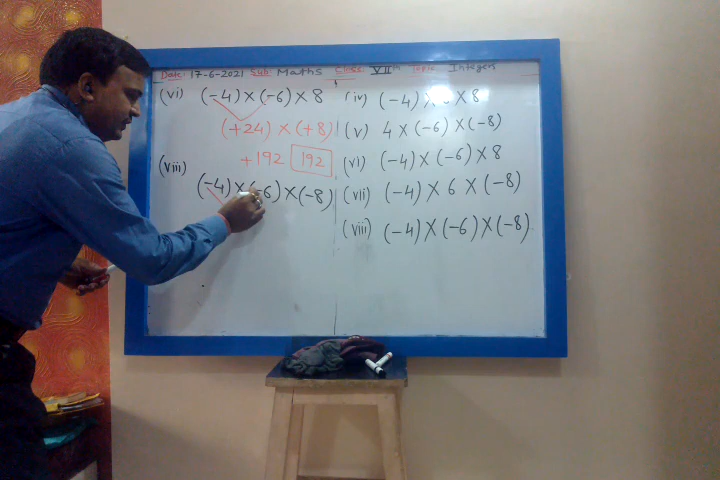 Date: 17-6-2021 Sub: Maths Class VIIth Topic Integers
(vi) (-4) × (-6) × 8
(+24) × (+8)
+192 192
(viii)
(-4) × (-6) × (-8)
(iv) (-4) × 6 × 8
(v) 4 × (-6) × (-8)
(vi) (-4) × (-6) × 8
(vii) (-4) × 6 × (-8)
(viii) (-4) × (-6) × (-8)